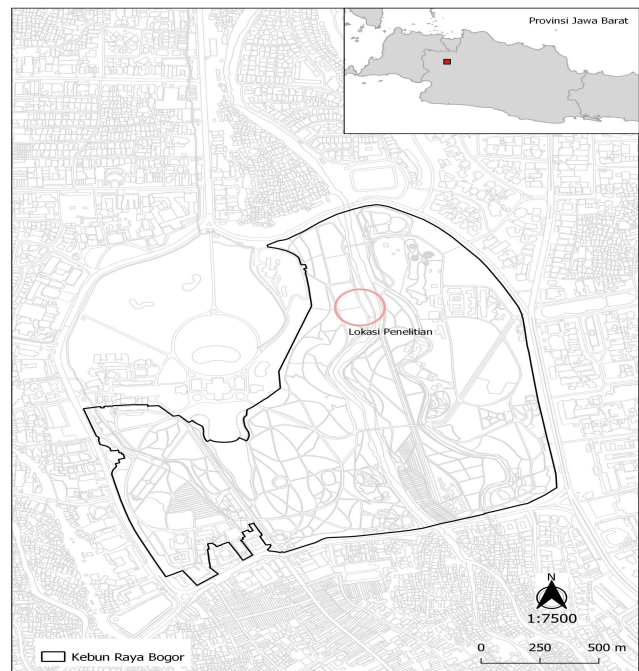 Provinsi Jawa Barat
Lokasi Penelitian
N
1:7500
Kebun Raya Bogor
0 250 500 m